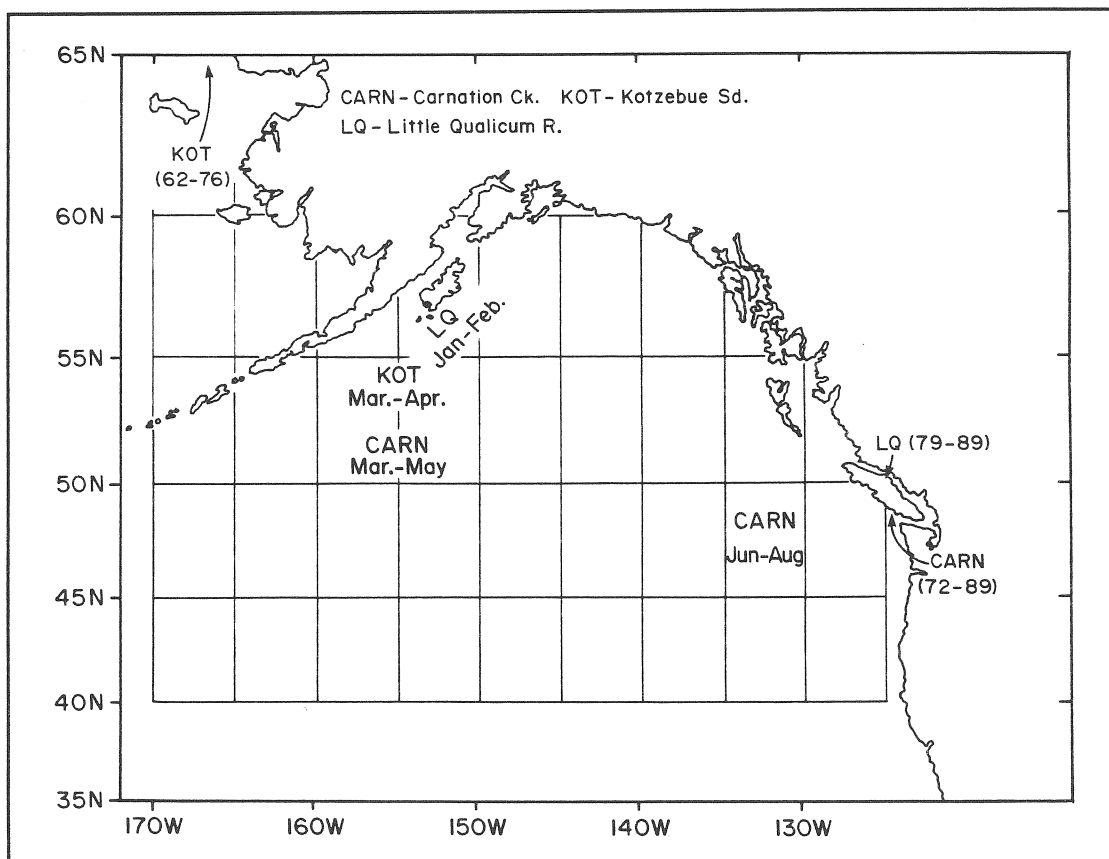 65N
CARN-Carnation Ck. KOT-Kotzebue Sd.
LQ-Little Qualicum R.
KOT
(62-76)
60N
LQ
Jan-Feb.
55N
KOT
Mar.-Apr.
CARN
Mar.-May
LQ (79-89)
50N
CARN
Jun-Aug
CARN
(72-89)
45N
40N
35N
170W 160W 150W 140W 130W